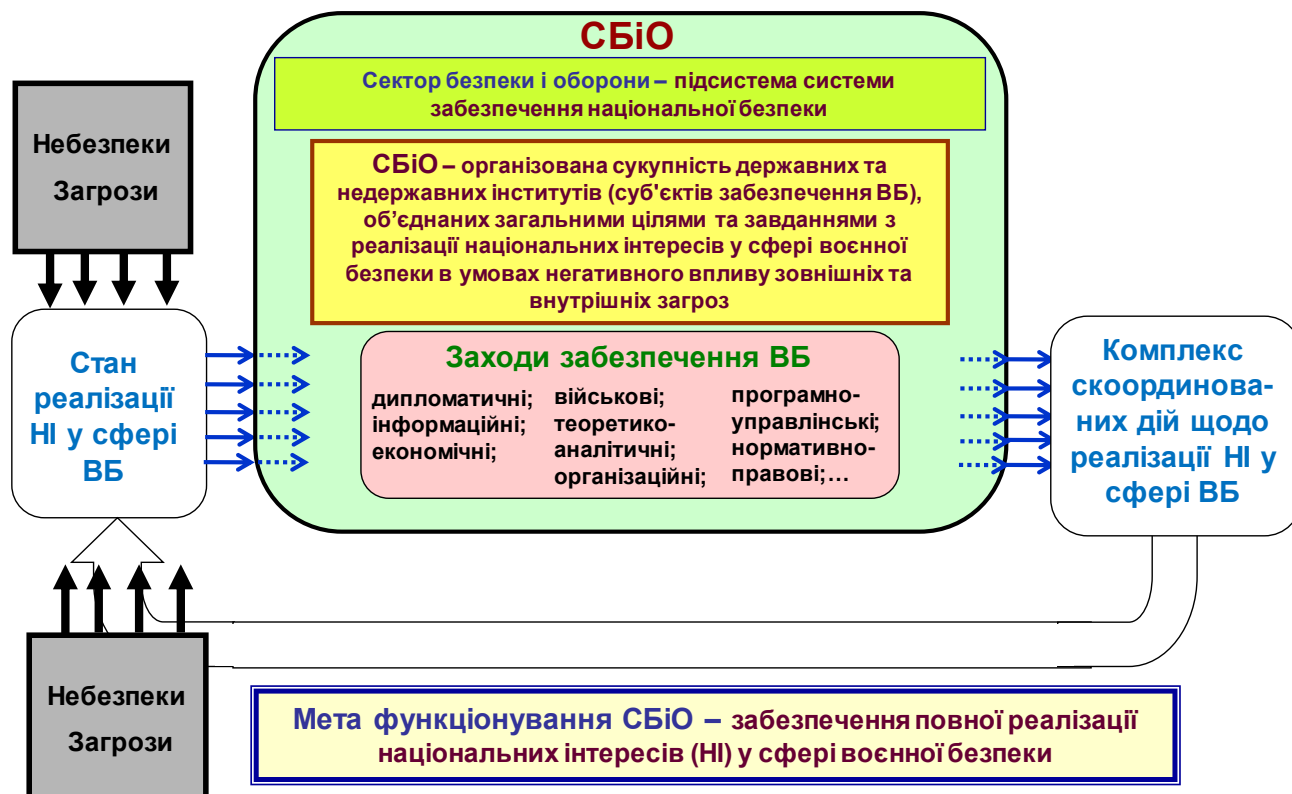 СБіО
Сектор безпеки і оборони – підсистема системи
забезпечення національної безпеки
Небезпеки
Загрози
СБіО – організована сукупність державних та
недержавних інститутів (суб'єктів забезпечення ВБ),
об’єднаних загальними цілями та завданнями з
реалізації національних інтересів у сфері воєнної
безпеки в умовах негативного впливу зовнішніх та
внутрішніх загроз
Стан
реалізації
НІ у сфері
ВБ
Заходи забезпечення ВБ
дипломатичні;
інформаційні;
економічні;
військові;
теоретико-
аналітичні;
організаційні;
програмно-
управлінські;
нормативно-
правові;…
Комплекс
скоординова-
них дій щодо
реалізації НІ у
сфері ВБ
Небезпеки
Загрози
Мета функціонування СБіО – забезпечення повної реалізації
національних інтересів (НІ) у сфері воєнної безпеки